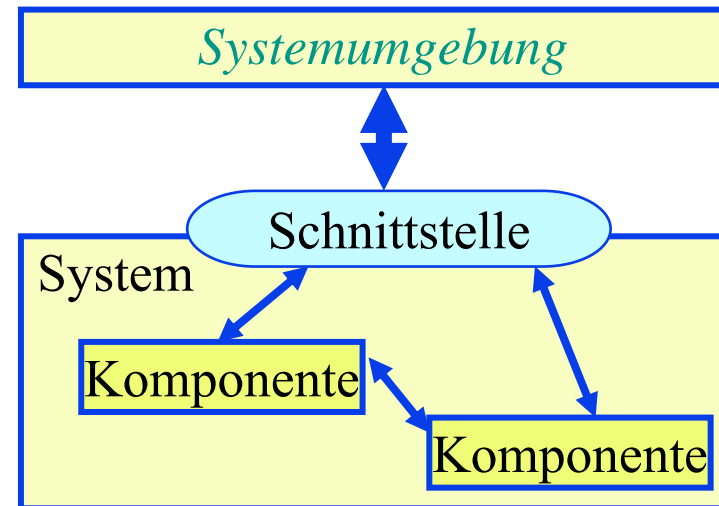 Systemumgebung
Schnittstelle
System
Komponente
Komponente